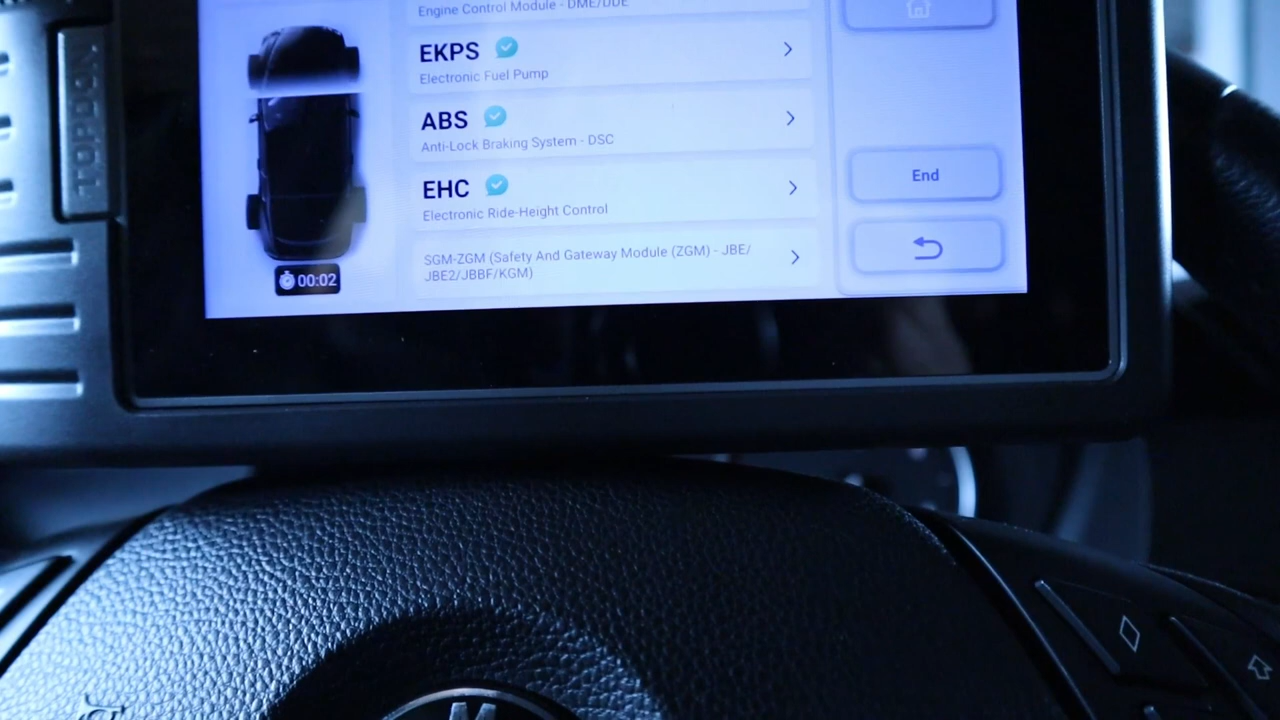 Engine Control Module - DME/DDE
EKPS
Electronic Fuel Pump
ABS
Anti-Lock Braking System - DSC
EHC
Electronic Ride-Height Control
SGM-ZGM (Safety And Gateway Module (ZGM) - JBE/
JBE2/JBBF/KGM)
End
00:02
TOPDON